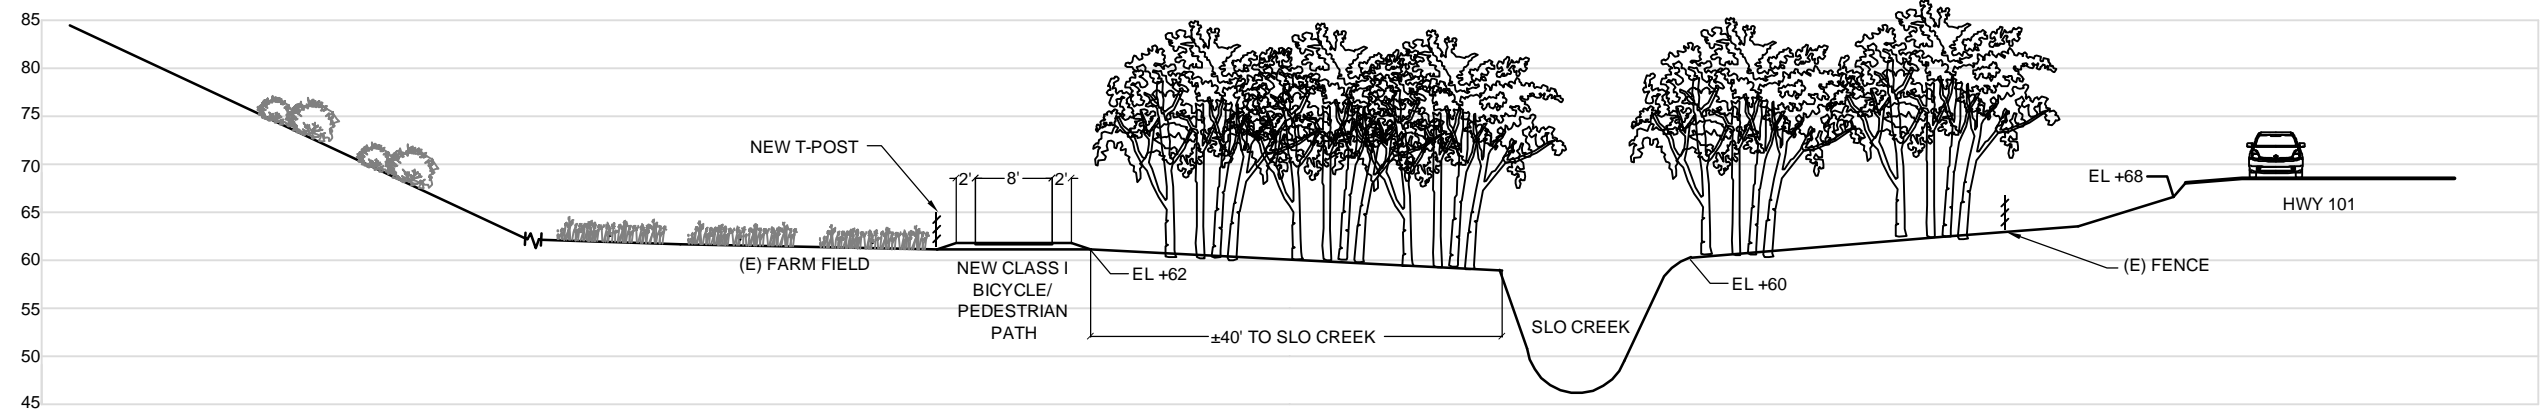 85
80
75
70
65
60
55
50
45
NEW T-POST
2'
8'
2'
(E) FARM FIELD
NEW CLASS I
BICYCLE/
PEDESTRIAN
PATH
EL +62
±40' TO SLO CREEK
SLO CREEK
EL +60
EL +68
HWY 101
(E) FENCE